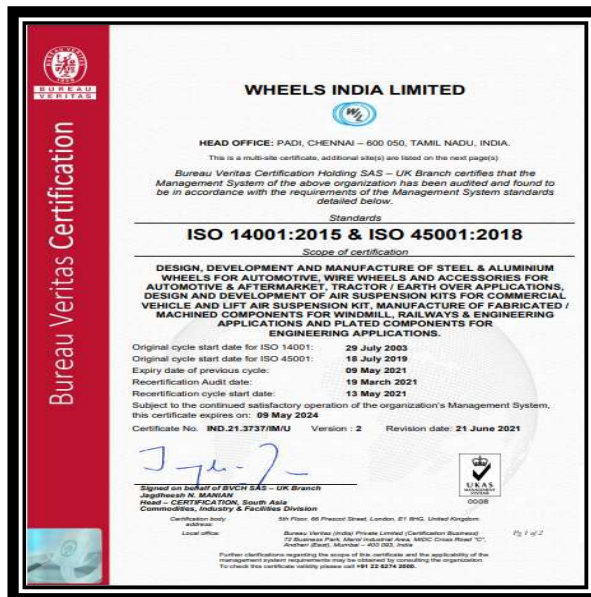 BUREAU
VERITAS
Bureau Veritas Certification
WHEELS INDIA LIMITED
WIL
HEAD OFFICE: PADI, CHENNAI – 600 050, TAMIL NADU, INDIA.
This is a multi-site certificate, additional site(s) are listed on the next page(s)
Bureau Veritas Certification Holding SAS – UK Branch certifies that the
Management System of the above organization has been audited and found to
be in accordance with the requirements of the Management System standards
detailed below.
Standards
ISO 14001:2015 & ISO 45001:2018
Scope of certification
DESIGN, DEVELOPMENT AND MANUFACTURE OF STEEL & ALUMINIUM
WHEELS FOR AUTOMOTIVE, WIRE WHEELS AND ACCESSORIES FOR
AUTOMOTIVE & AFTERMARKET, TRACTOR / EARTH OVER APPLICATIONS,
DESIGN AND DEVELOPMENT OF AIR SUSPENSION KITS FOR COMMERCIAL
VEHICLE AND LIFT AIR SUSPENSION KIT, MANUFACTURE OF FABRICATED /
MACHINED COMPONENTS FOR WINDMILL, RAILWAYS & ENGINEERING
APPLICATIONS AND PLATED COMPONENTS FOR
ENGINEERING APPLICATIONS.
Original cycle start date for ISO 14001: 29 July 2003
Original cycle start date for ISO 45001: 18 July 2019
Expiry date of previous cycle: 09 May 2021
Recertification Audit date: 19 March 2021
Recertification cycle start date: 13 May 2021
Subject to the continued satisfactory operation of the organization's Management System,
this certificate expires on: 09 May 2024
Certificate No. IND.21.3737/IM/U Version : 2 Revision date: 21 June 2021
Signed on behalf of BVCH SAS – UK Branch
Jagdheesh N. MANIAN
Head – CERTIFICATION, South Asia
Commodities, Industry & Facilities Division
UKAS
MANAGEMENT
SYSTEMS
0008
Certification body
address: 5th Floor, 66 Prescot Street, London, E1 8HG, United Kingdom.
Local office: Bureau Veritas (India) Private Limited (Certification Business)
72 Business Park, Marol Industrial Area, MIDC Cross Road "C",
Andheri (East), Mumbai – 400 093, India
Pg 1 of 2
Further clarifications regarding the scope of this certificate and the applicability of the
management system requirements may be obtained by consulting the organization.
To check this certificate validity please call +91 22 6274 2000.